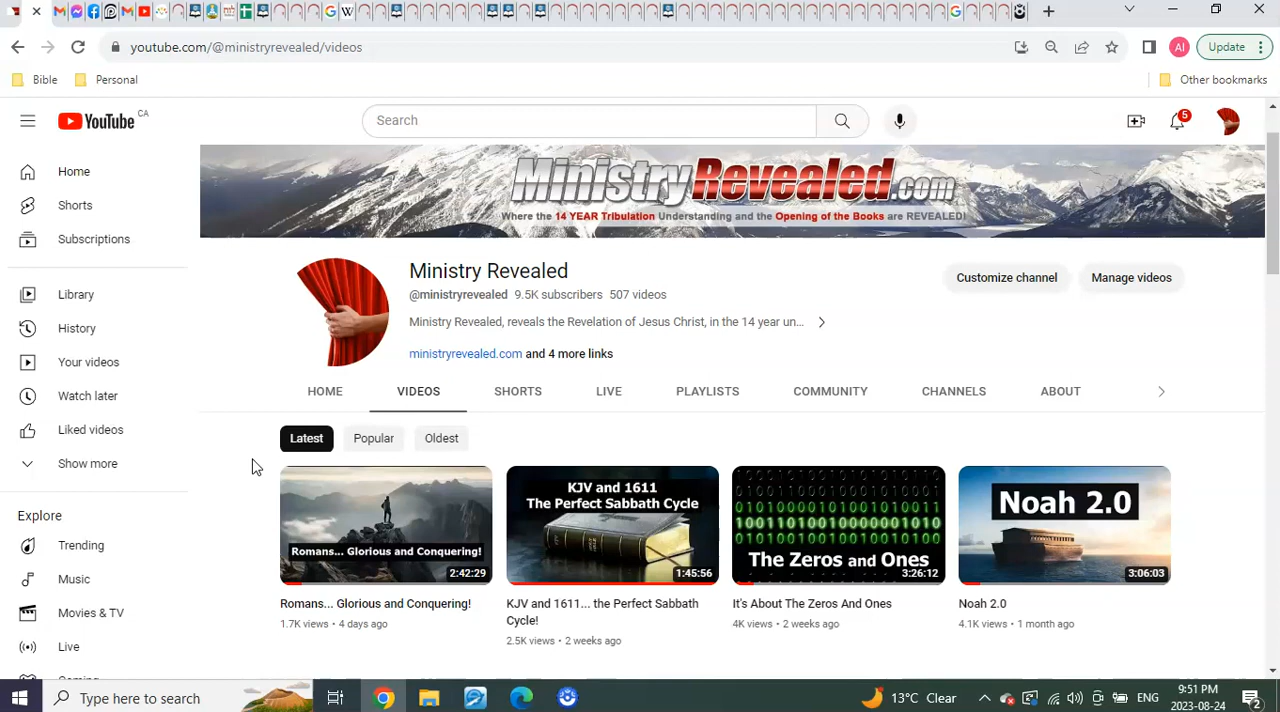 youtube.com/@ministryrevealed/videos
AI
Update
Bible
Personal
Other bookmarks
YouTube CA
Search
5
Home
Shorts
Subscriptions
Library
History
Your videos
Watch later
Liked videos
Show more
Explore
Trending
Music
Movies & TV
Live
MinistryRevealed.com
Where the 14 YEAR Tribulation Understanding and the Opening of the Books are REVEALED!
Ministry Revealed
@ministryrevealed 9.5K subscribers 507 videos
Ministry Revealed, reveals the Revelation of Jesus Christ, in the 14 year un...
ministryrevealed.com and 4 more links
Customize channel
Manage videos
HOME VIDEOS SHORTS LIVE PLAYLISTS COMMUNITY CHANNELS ABOUT
Latest Popular Oldest
Romans... Glorious and Conquering!
2:42:29
Romans... Glorious and Conquering!
1.7K views • 4 days ago
KJV and 1611
The Perfect Sabbath Cycle
1:45:56
KJV and 1611... the Perfect Sabbath
Cycle!
2.5K views • 2 weeks ago
The Zeros and Ones
3:26:12
It's About The Zeros And Ones
4K views • 2 weeks ago
Noah 2.0
3:06:03
Noah 2.0
4.1K views • 1 month ago
Type here to search
13°C Clear
ENG
9:51 PM
2023-08-24
2